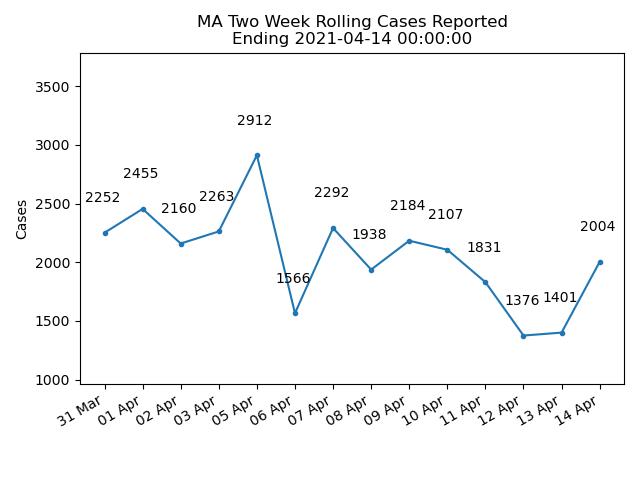 MA Two Week Rolling Cases Reported
Ending 2021-04-14 00:00:00
3500
3000
2500
2000
1500
1000
Cases
2252
2455
2160
2263
2912
1566
2292
1938
2184
2107
1831
1376
1401
2004
31 Mar
01 Apr
02 Apr
03 Apr
05 Apr
06 Apr
07 Apr
08 Apr
09 Apr
10 Apr
11 Apr
12 Apr
13 Apr
14 Apr